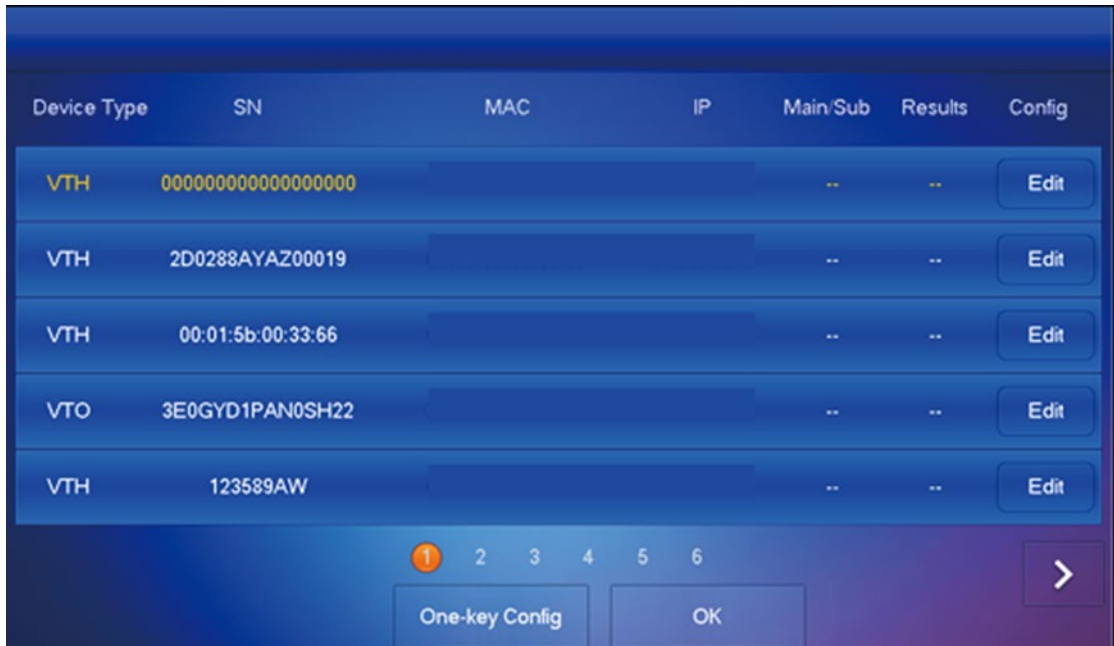 Device Type SN MAC IP Main/Sub Results Config
VTH 000000000000000000 -- -- Edit
VTH 2D0288AYAZ00019 -- -- Edit
VTH 00:01:5b:00:33:66 -- -- Edit
VTO 3E0GYD1PAN0SH22 -- -- Edit
VTH 123589AW -- -- Edit
1 2 3 4 5 6
One-key Config OK